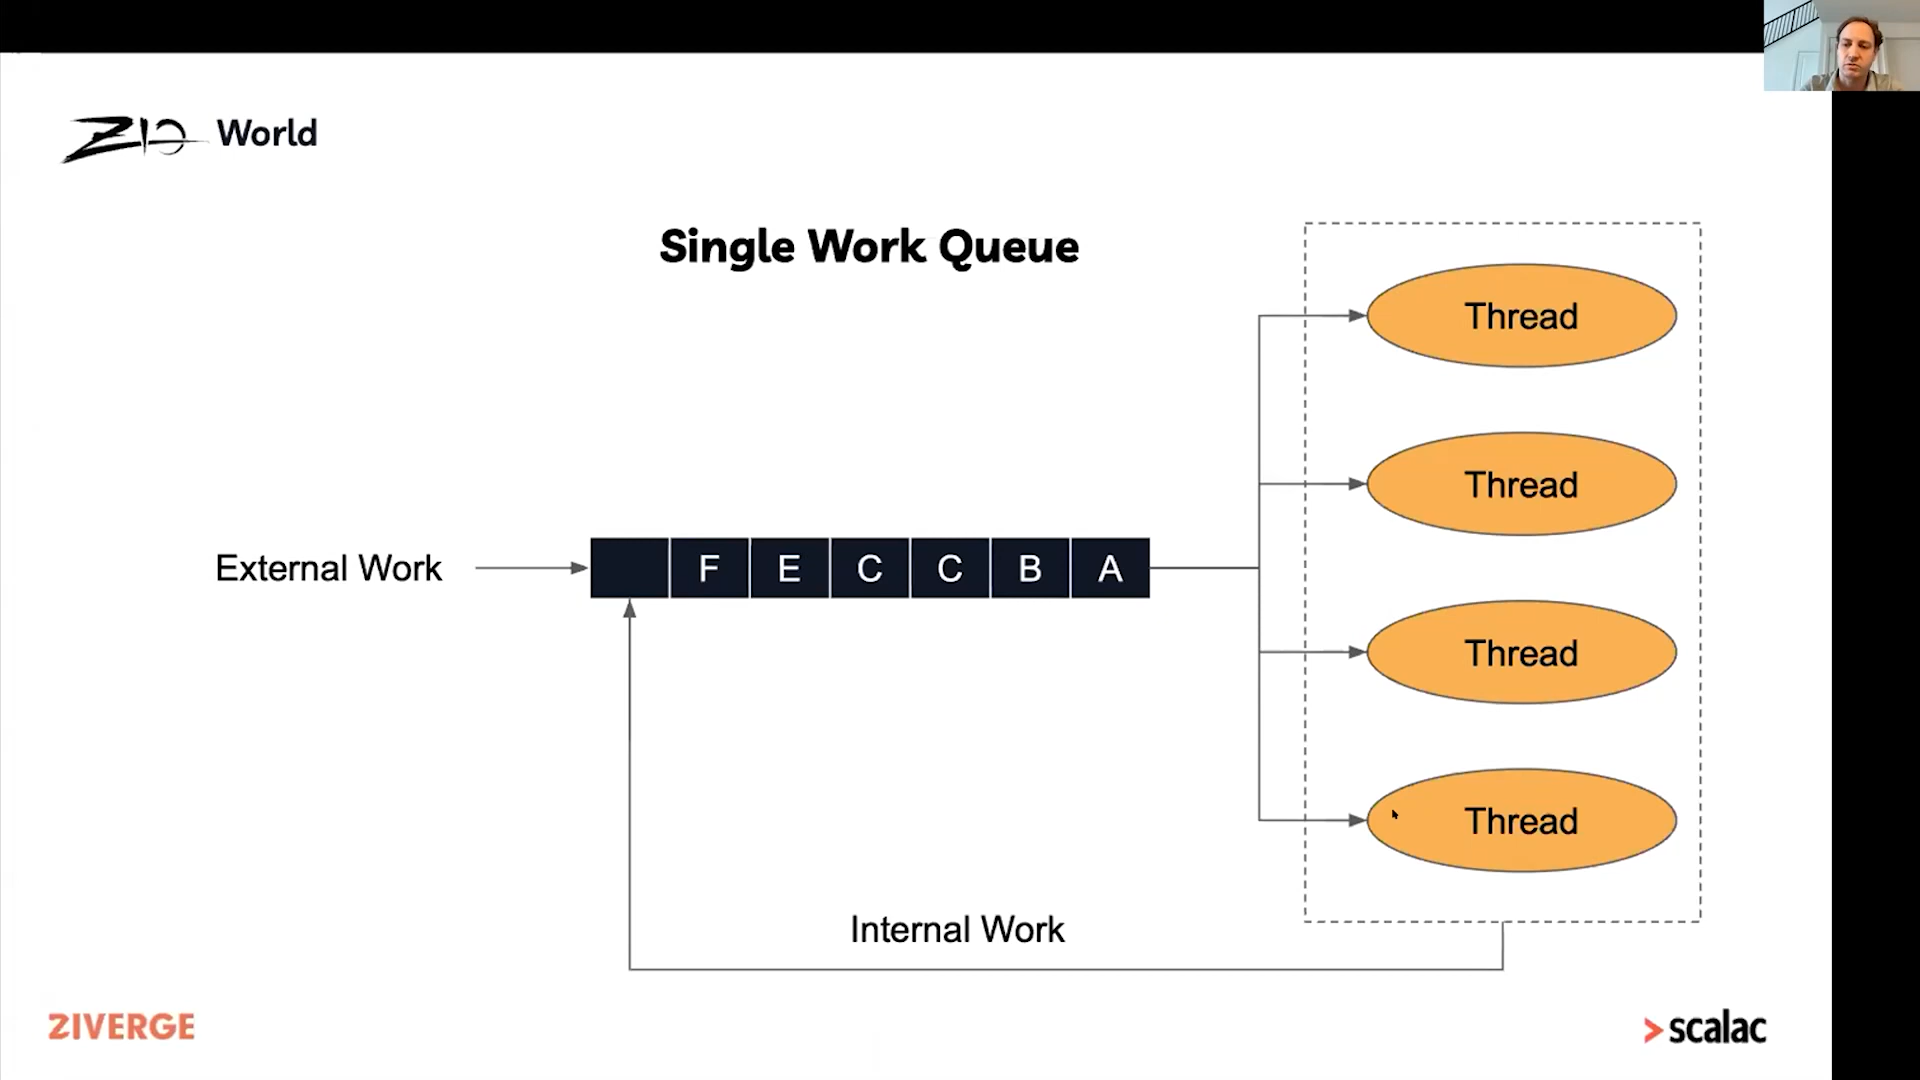 ZIO World
Single Work Queue
Thread
Thread
External Work
F E C C B A
Thread
Thread
Internal Work
ZIVERGE
scalac